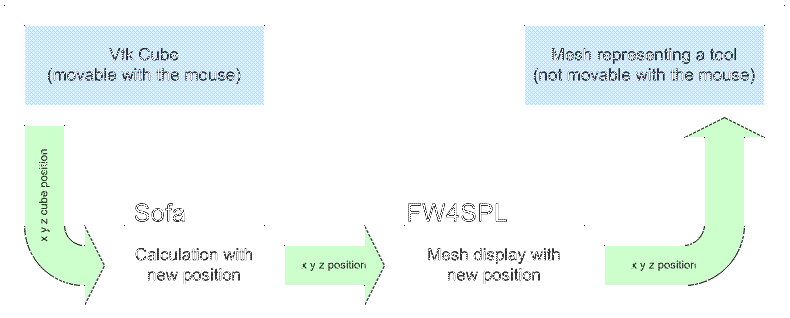 Vtk Cube
(movable with the mouse)
Mesh representing a tool
(not movable with the mouse)
x y z cube position
Sofa
Calculation with
new position
x y z position
FW4SPL
Mesh display with
new position
x y z position